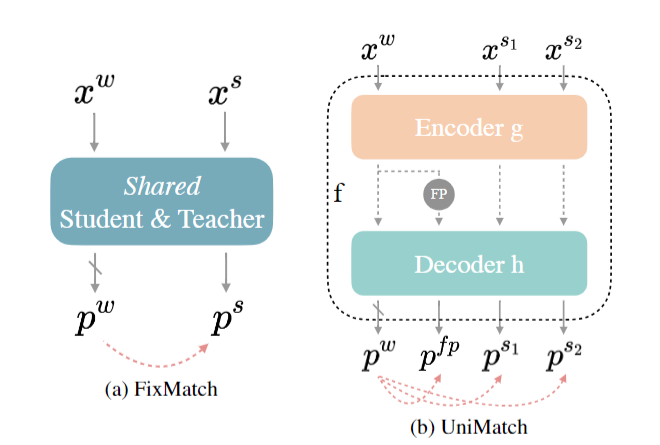 x^w x^s
Shared
Student & Teacher
p^w p^s
(a) FixMatch
x^w x^{s_1} x^{s_2}
Encoder g
f
FP
Decoder h
p^w p^{fp} p^{s_1} p^{s_2}
(b) UniMatch